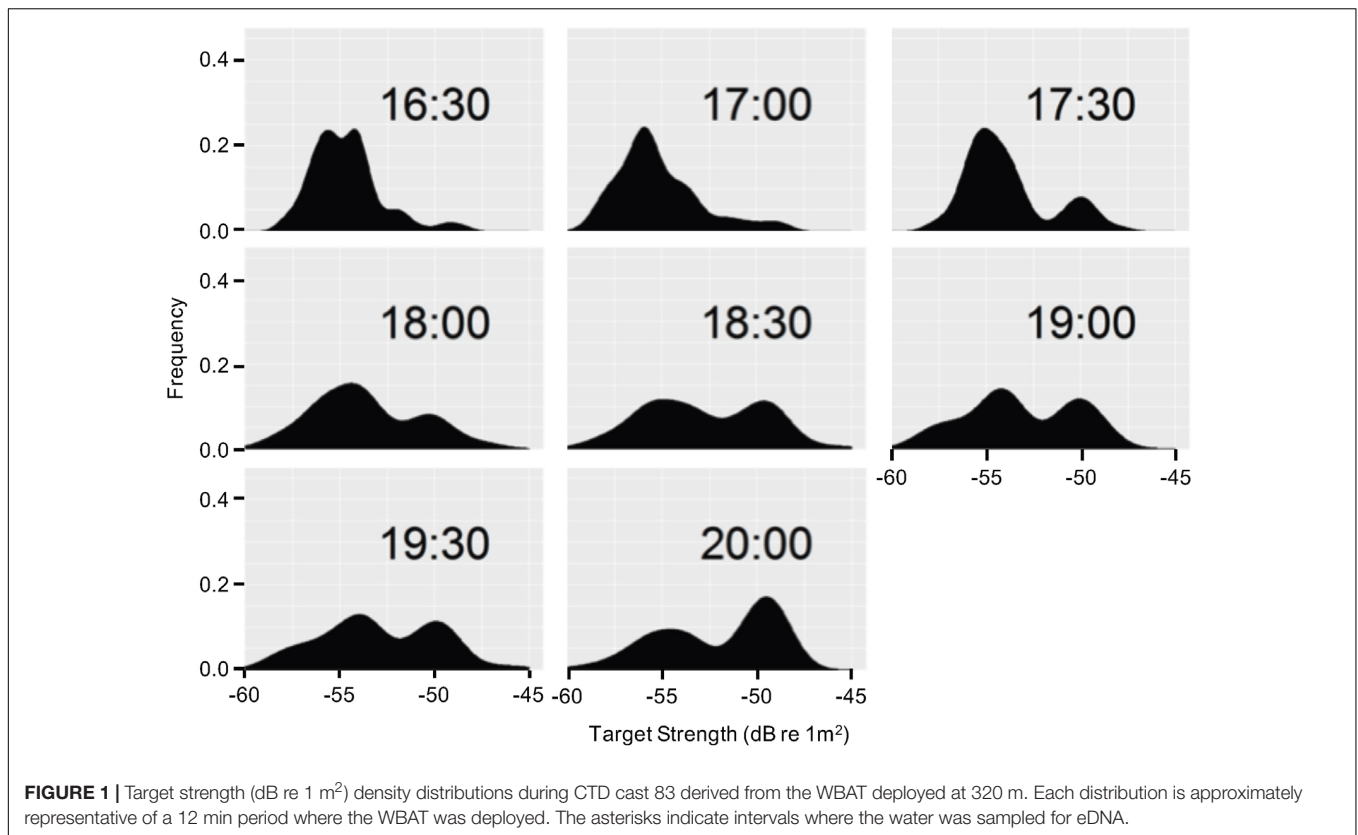 0.4
16:30
17:00
17:30
0.2
0.0
0.4
18:00
18:30
19:00
Frequency
0.2
0.0
-60 -55 -50 -45
0.4
19:30
20:00
0.2
0.0
-60 -55 -50 -45 -60 -55 -50 -45
Target Strength (dB re 1m²)
FIGURE 1 | Target strength (dB re 1 m²) density distributions during CTD cast 83 derived from the WBAT deployed at 320 m. Each distribution is approximately
representative of a 12 min period where the WBAT was deployed. The asterisks indicate intervals where the water was sampled for eDNA.